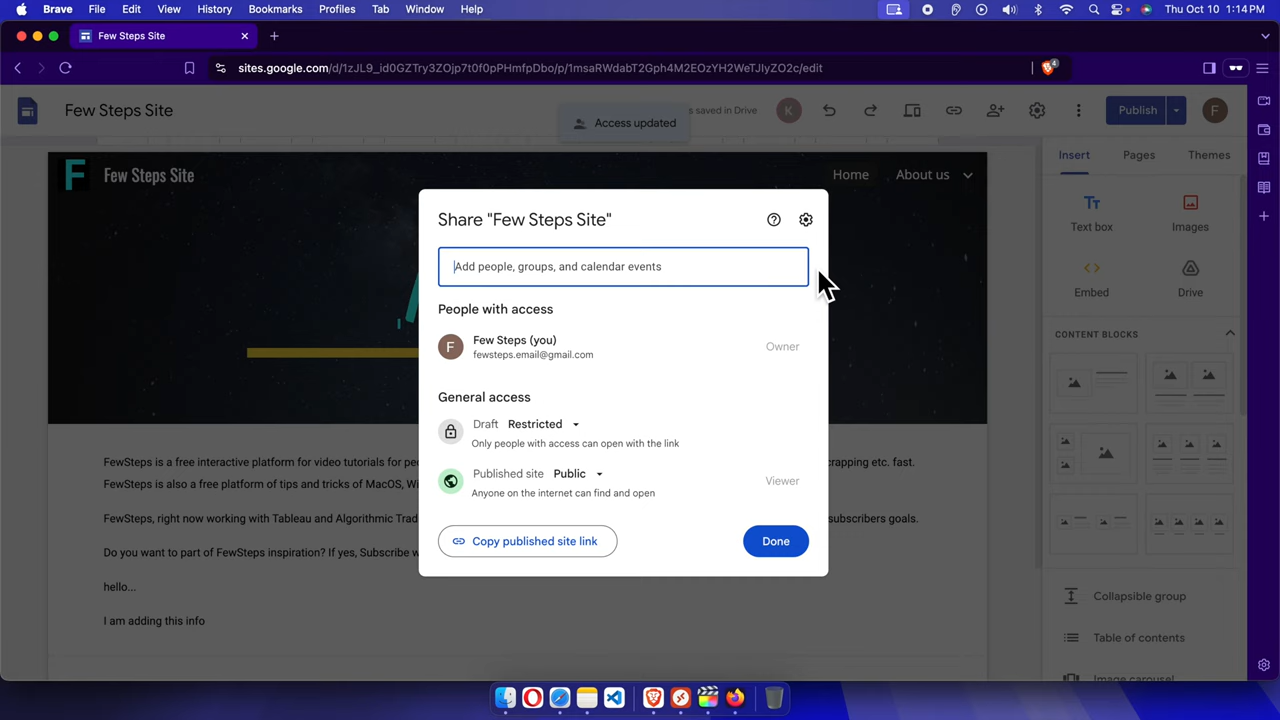 Brave File Edit View History Bookmarks Profiles Tab Window Help Thu Oct 10 1:14 PM
Few Steps Site
sites.google.com/d/1zJL9_id0GZTry3ZOjp7t0f0pPHmfpDbo/p/1msaRWdabT2Gph4M2EOzYH2WeTJIyZO2c/edit
4
Few Steps Site
Access updated
s saved in Drive
K
Publish
F
Insert Pages Themes
F Few Steps Site
Home About us
Text box Images
Embed Drive
CONTENT BLOCKS
Share "Few Steps Site"
Add people, groups, and calendar events
People with access
F
Few Steps (you)
fewsteps.email@gmail.com
Owner
General access
Draft Restricted
Only people with access can open with the link
Published site Public
Anyone on the internet can find and open
Viewer
Copy published site link
Done
FewSteps is a free interactive platform for video tutorials for pe
crapping etc. fast.
FewSteps is also a free platform of tips and tricks of MacOS, Wi
FewSteps, right now working with Tableau and Algorithmic Trad
subscribers goals.
Do you want to part of FewSteps inspiration? If yes, Subscribe w
hello...
I am adding this info
Collapsible group
Table of contents
Image carousel